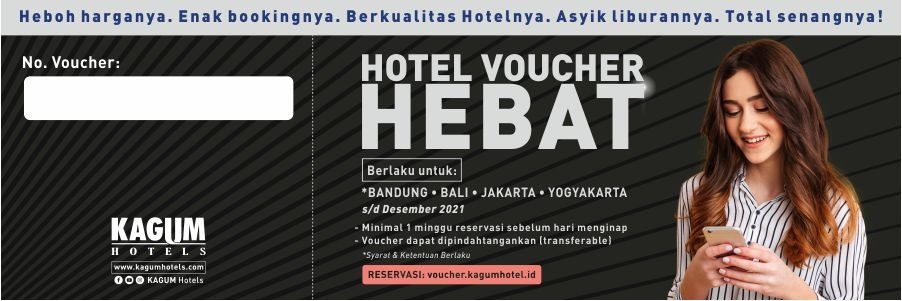 Heboh harganya. Enak bookingnya. Berkualitas Hotelnya. Asyik liburannya. Total senangnya!
No. Voucher:
KAGUM
HOTELS
www.kagumhotels.com
KAGUM Hotels
HOTEL VOUCHER
HEBAT
Berlaku untuk:
*BANDUNG • BALI • JAKARTA • YOGYAKARTA
s/d Desember 2021
- Minimal 1 minggu reservasi sebelum hari menginap
- Voucher dapat dipindahtangankan (transferable)
*Syarat & Ketentuan Berlaku
RESERVASI: voucher.kagumhotel.id